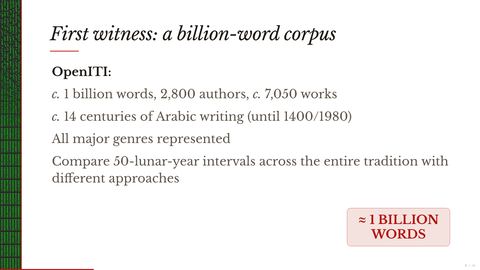 First witness: a billion-word corpus
OpenITI:
c. 1 billion words, 2,800 authors, c. 7,050 works
c. 14 centuries of Arabic writing (until 1400/1980)
All major genres represented
Compare 50-lunar-year intervals across the entire tradition with
different approaches
≈ 1 BILLION
WORDS